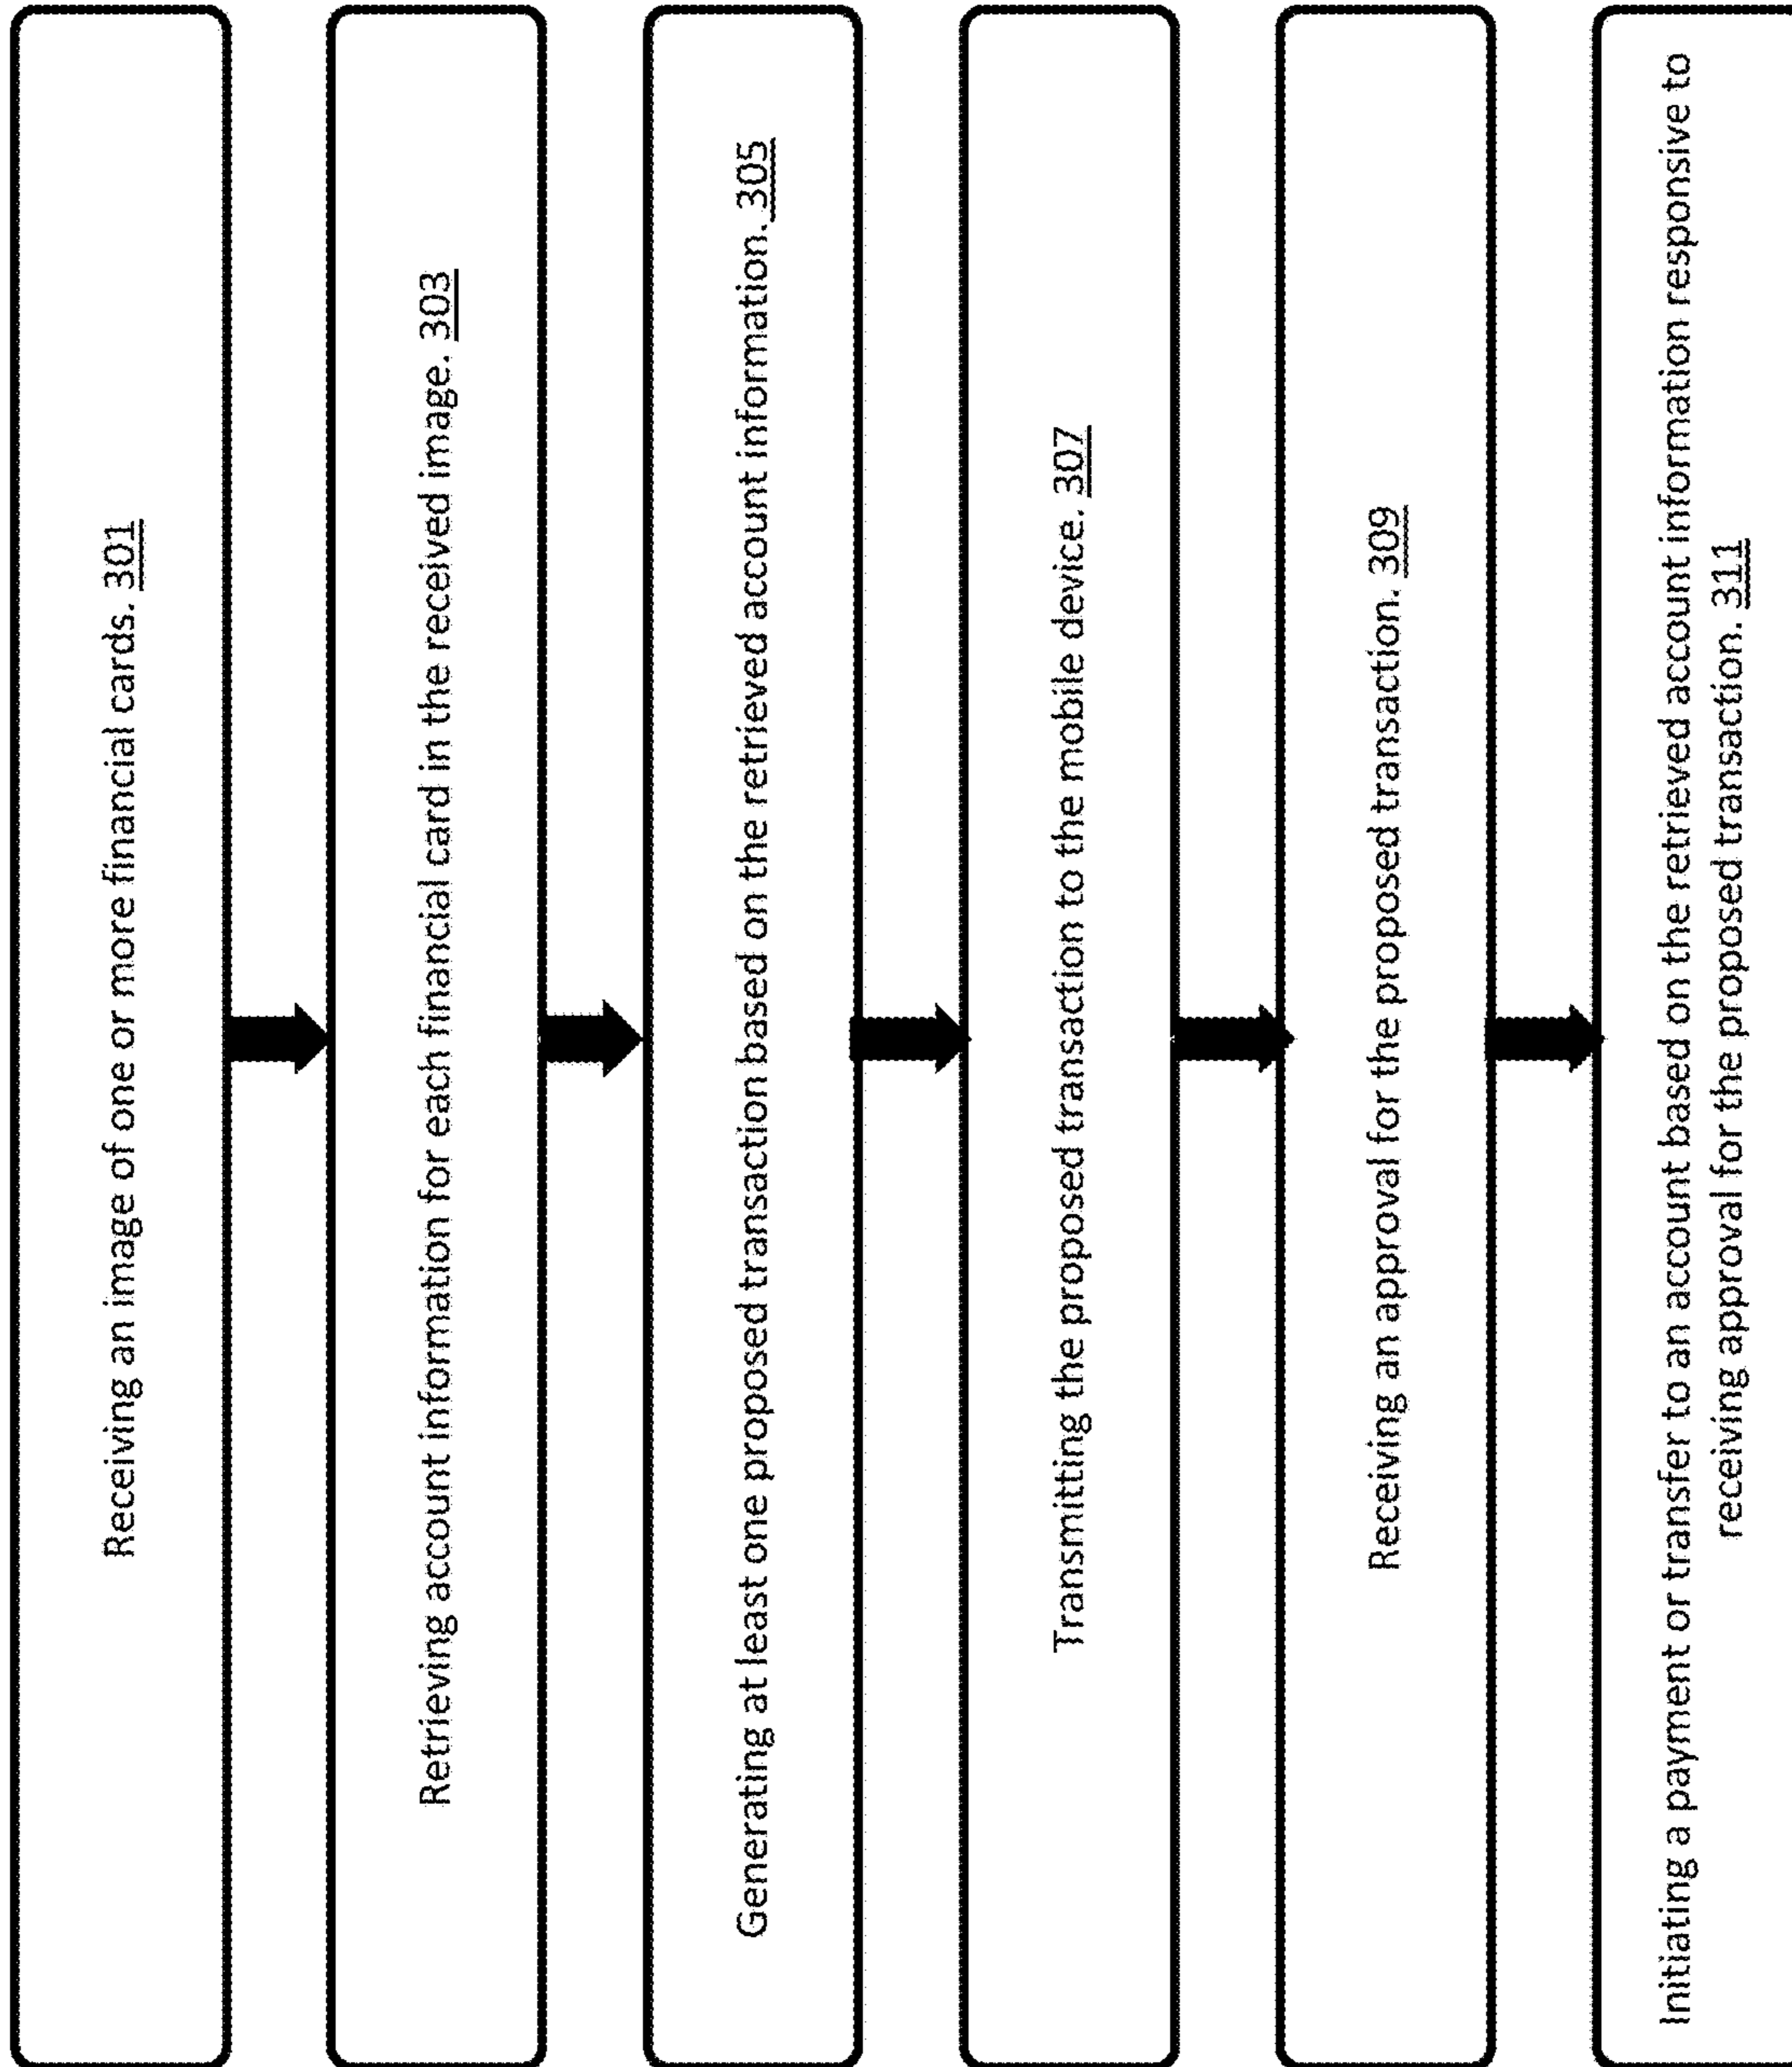 Receiving an image of one or more financial cards. 301
Retrieving account information for each financial card in the received image. 303
Generating at least one proposed transaction based on the retrieved account information. 305
Transmitting the proposed transaction to the mobile device. 307
Receiving an approval for the proposed transaction. 309
Initiating a payment or transfer to an account based on the retrieved account information responsive to
receiving approval for the proposed transaction. 311